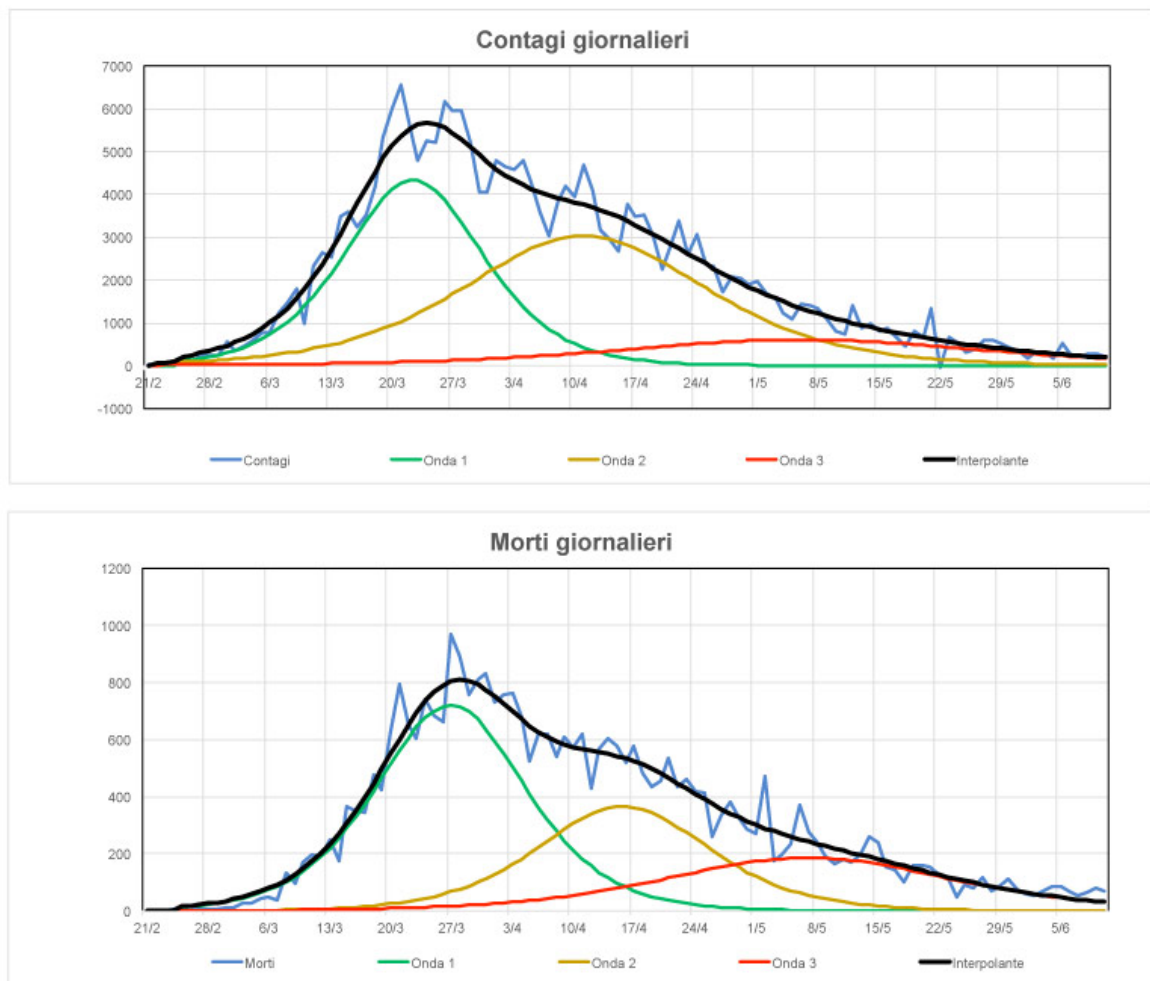 Contagi giornalieri
7000
6000
5000
4000
3000
2000
1000
0
-1000
21/2 28/2 6/3 13/3 20/3 27/3 3/4 10/4 17/4 24/4 1/5 8/5 15/5 22/5 29/5 5/6
Contagi Onda 1 Onda 2 Onda 3 Interpolante
Morti giornalieri
1200
1000
800
600
400
200
0
21/2 28/2 6/3 13/3 20/3 27/3 3/4 10/4 17/4 24/4 1/5 8/5 15/5 22/5 29/5 5/6
Morti Onda 1 Onda 2 Onda 3 Interpolante